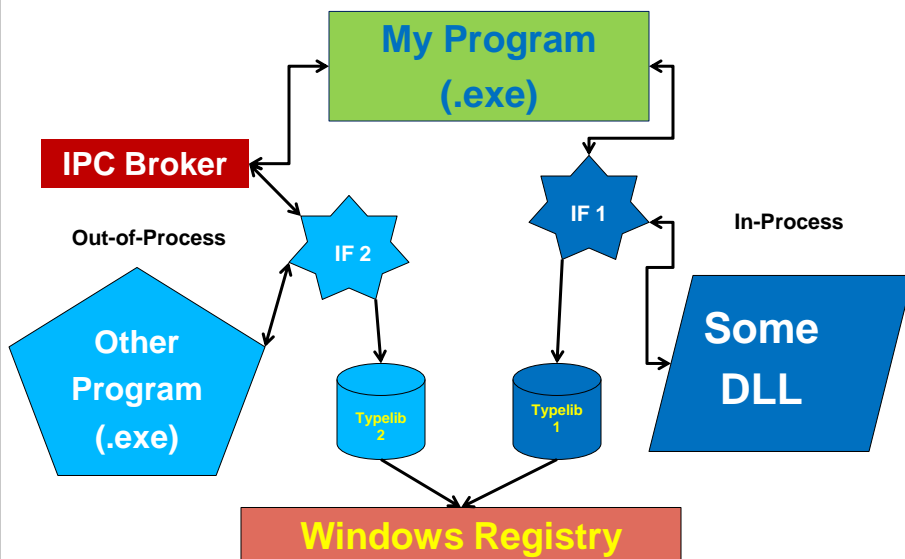 My Program
(.exe)
IPC Broker
IF 1
Out-of-Process
IF 2
In-Process
Other
Program
(.exe)
Some
DLL
Typelib
2
Typelib
1
Windows Registry